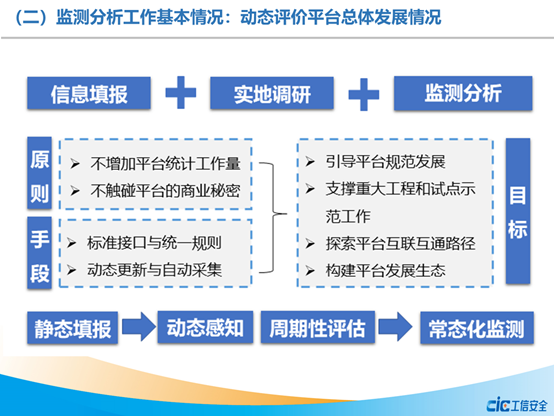 （二）监测分析工作基本情况：动态评价平台总体发展情况
信息填报
实地调研
监测分析
原则
不增加平台统计工作量
不触碰平台的商业秘密
手段
标准接口与统一规则
动态更新与自动采集
引导平台规范发展
支撑重大工程和试点示
范工作
探索平台互联互通路径
构建平台发展生态
目标
静态填报
动态感知
周期性评估
常态化监测
CIC工信安全